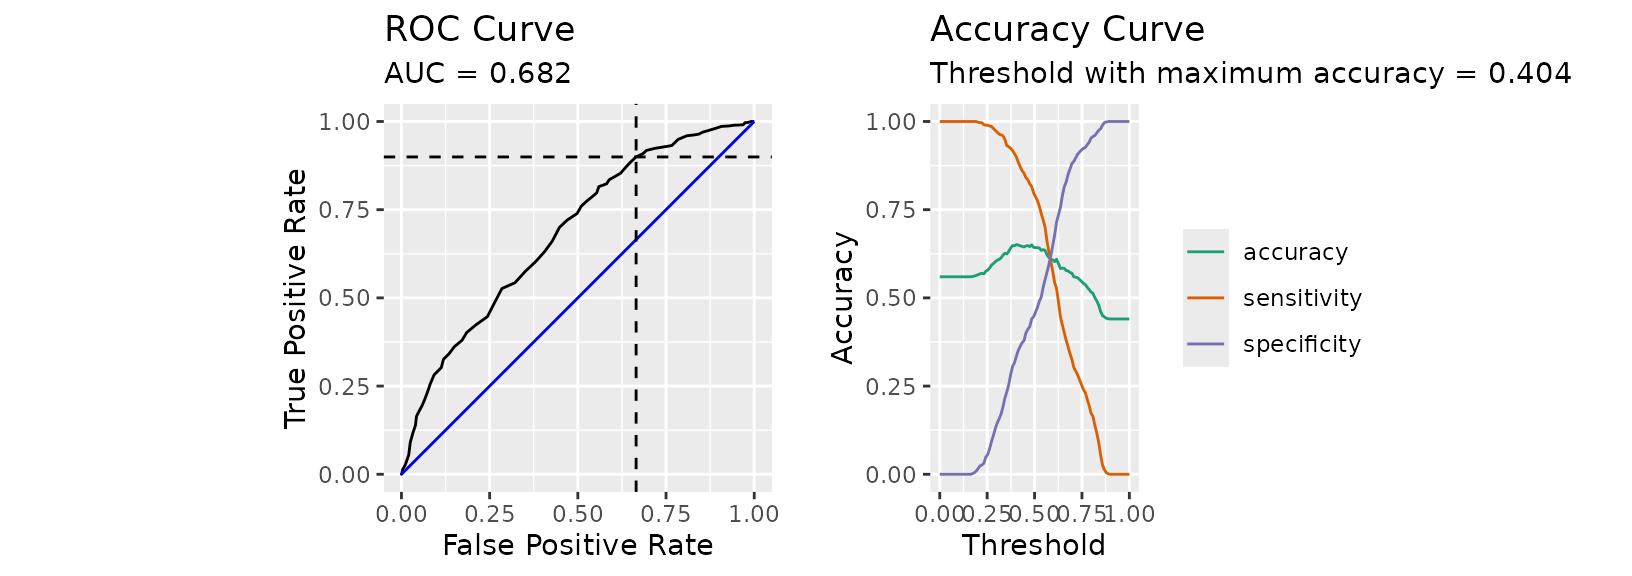 ROC Curve
AUC = 0.682
True Positive Rate
1.00
0.75
0.50
0.25
0.00
0.00 0.25 0.50 0.75 1.00
False Positive Rate
Accuracy Curve
Threshold with maximum accuracy = 0.404
Accuracy
1.00
0.75
0.50
0.25
0.00
0.00 0.25 0.50 0.75 1.00
Threshold
accuracy
sensitivity
specificity